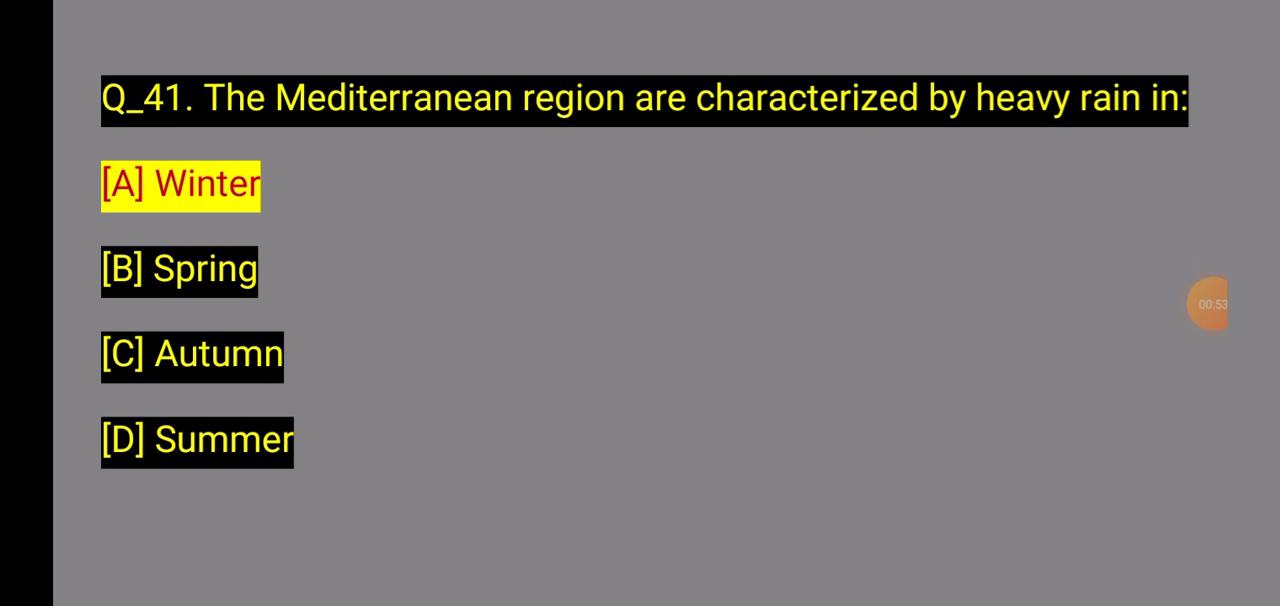 Q_41. The Mediterranean region are characterized by heavy rain in:
[A] Winter
[B] Spring
[C] Autumn
[D] Summer
00:53